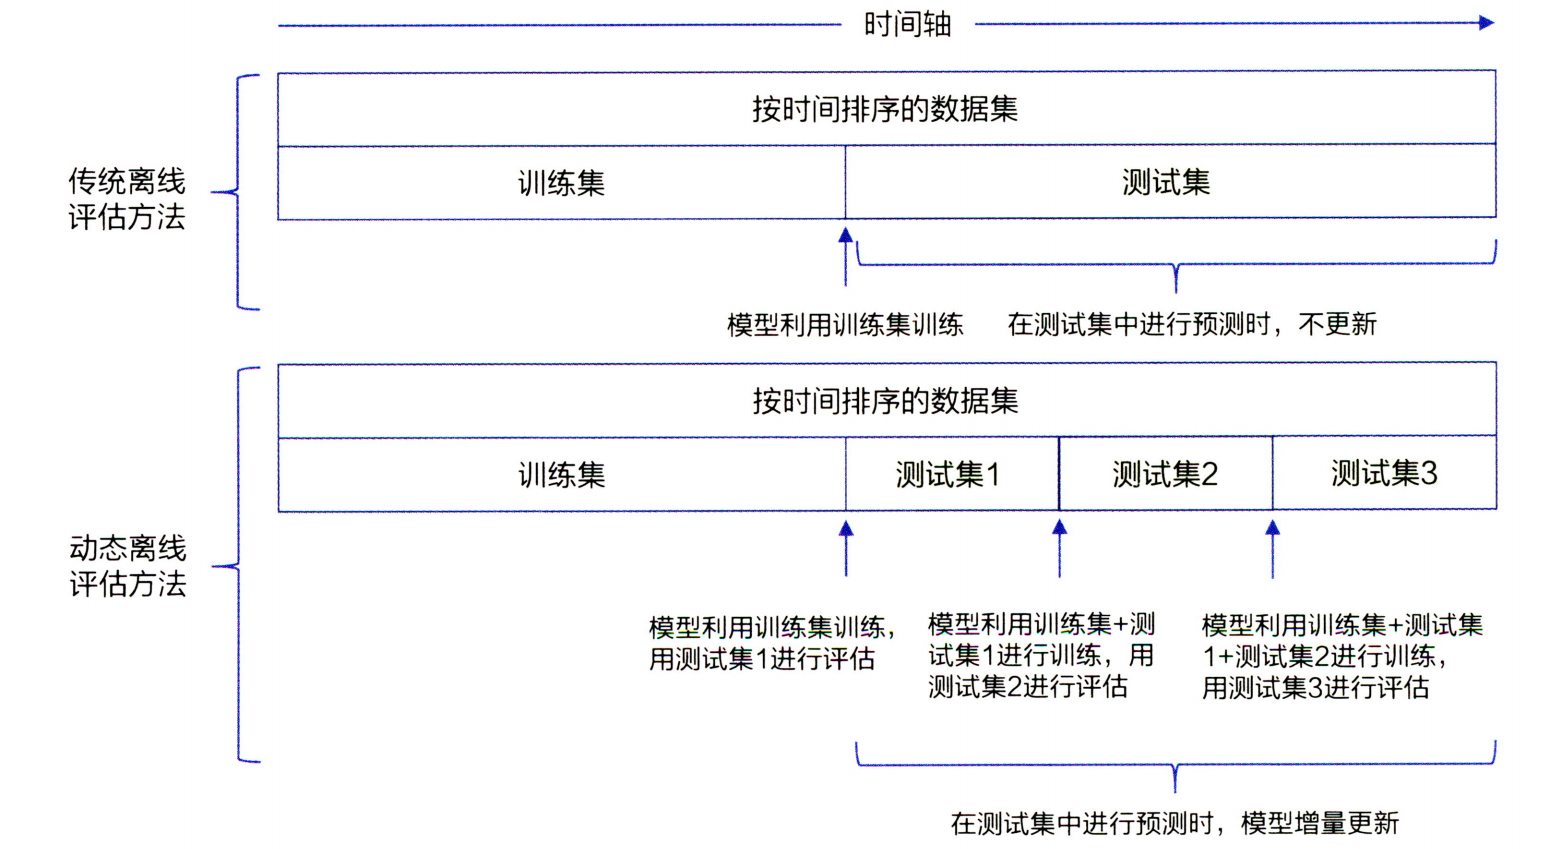 时间轴
按时间排序的数据集
训练集
测试集
传统离线
评估方法
模型利用训练集训练
在测试集中进行预测时，不更新
按时间排序的数据集
训练集
测试集1
测试集2
测试集3
动态离线
评估方法
模型利用训练集训练，
用测试集1进行评估
模型利用训练集+测
试集1进行训练，用
测试集2进行评估
模型利用训练集+测试集
1+测试集2进行训练，
用测试集3进行评估
在测试集中进行预测时，模型增量更新